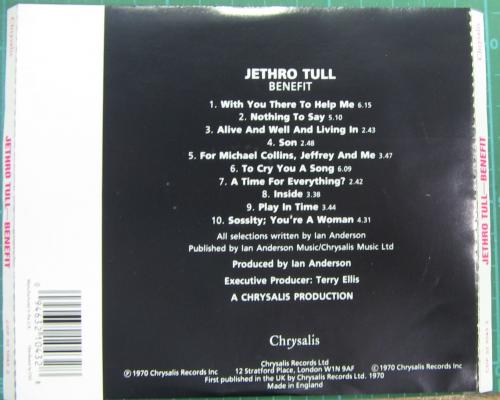 JETHRO TULL
BENEFIT
1. With You There To Help Me 6.15
2. Nothing To Say 5.10
3. Alive And Well And Living In 2.43
4. Son 2.48
5. For Michael Collins, Jeffrey And Me 3.47
6. To Cry You A Song 6.09
7. A Time For Everything? 2.42
8. Inside 3.38
9. Play In Time 3.44
10. Sossity; You're A Woman 4.31
All selections written by Ian Anderson
Published by Ian Anderson Music/Chrysalis Music Ltd
Produced by Ian Anderson
Executive Producer: Terry Ellis
A CHRYSALIS PRODUCTION
Chrysalis
Chrysalis Records Ltd
℗ 1970 Chrysalis Records Ltd 12 Stratford Place, London W1N 9AF © 1970 Chrysalis Records Ltd
First published in the UK by Chrysalis Records Ltd. 1970
Made in England
Chrysalis
JETHRO TULL—BENEFIT
Chrysalis
JETHRO TULL—BENEFIT